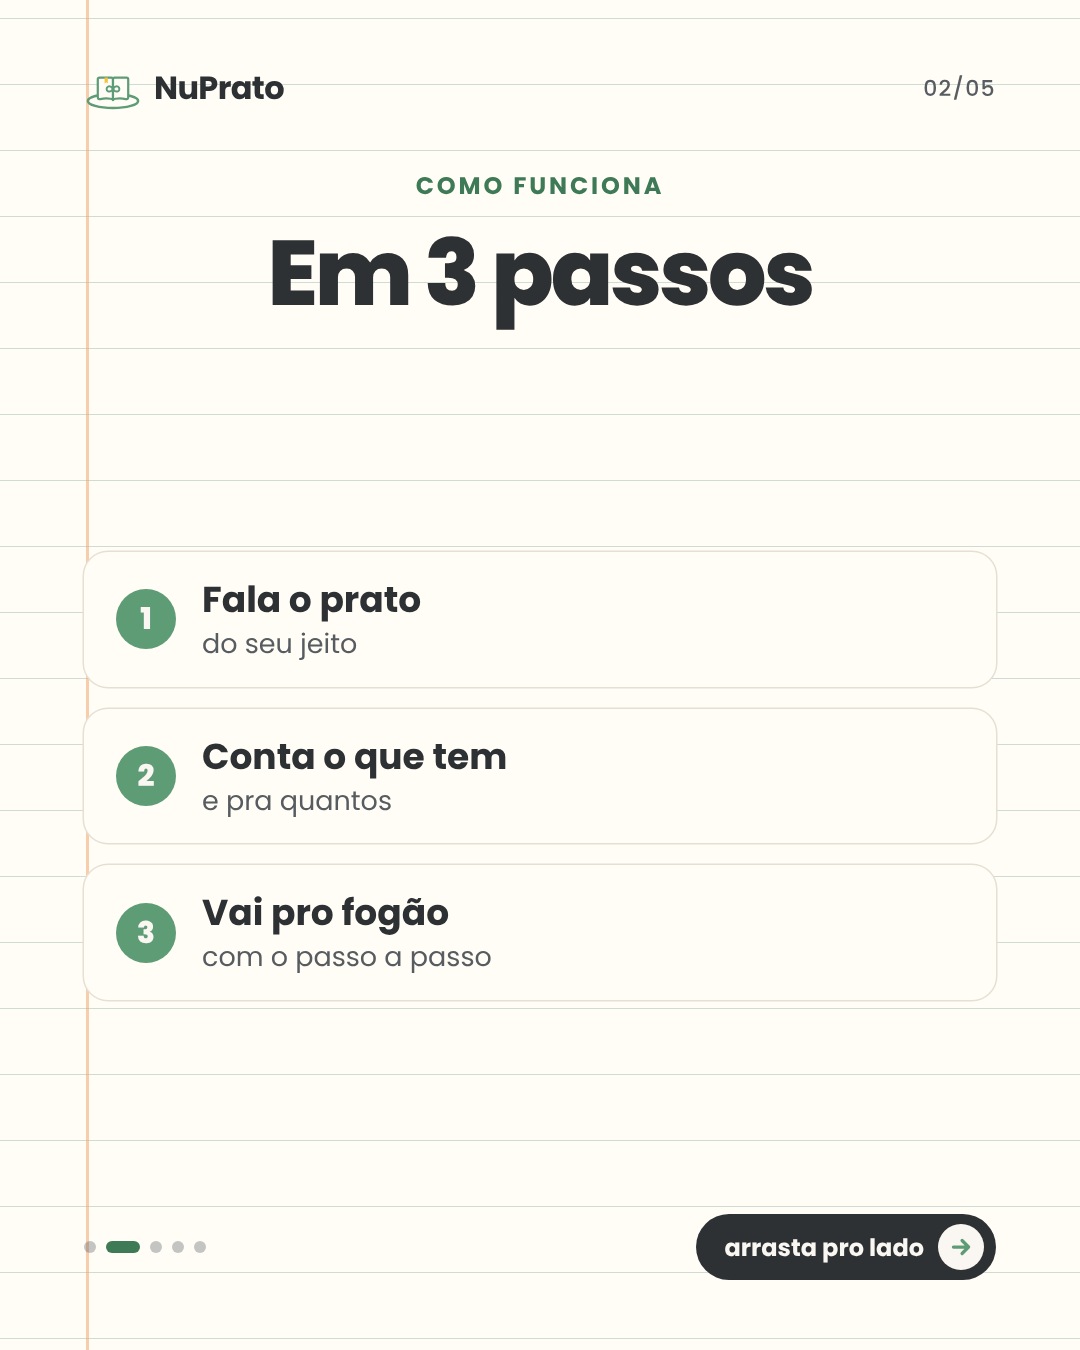 NuPrato
02/05
COMO FUNCIONA
Em 3 passos
1
Fala o prato
do seu jeito
2
Conta o que tem
e pra quantos
3
Vai pro fogão
com o passo a passo
arrasta pro lado